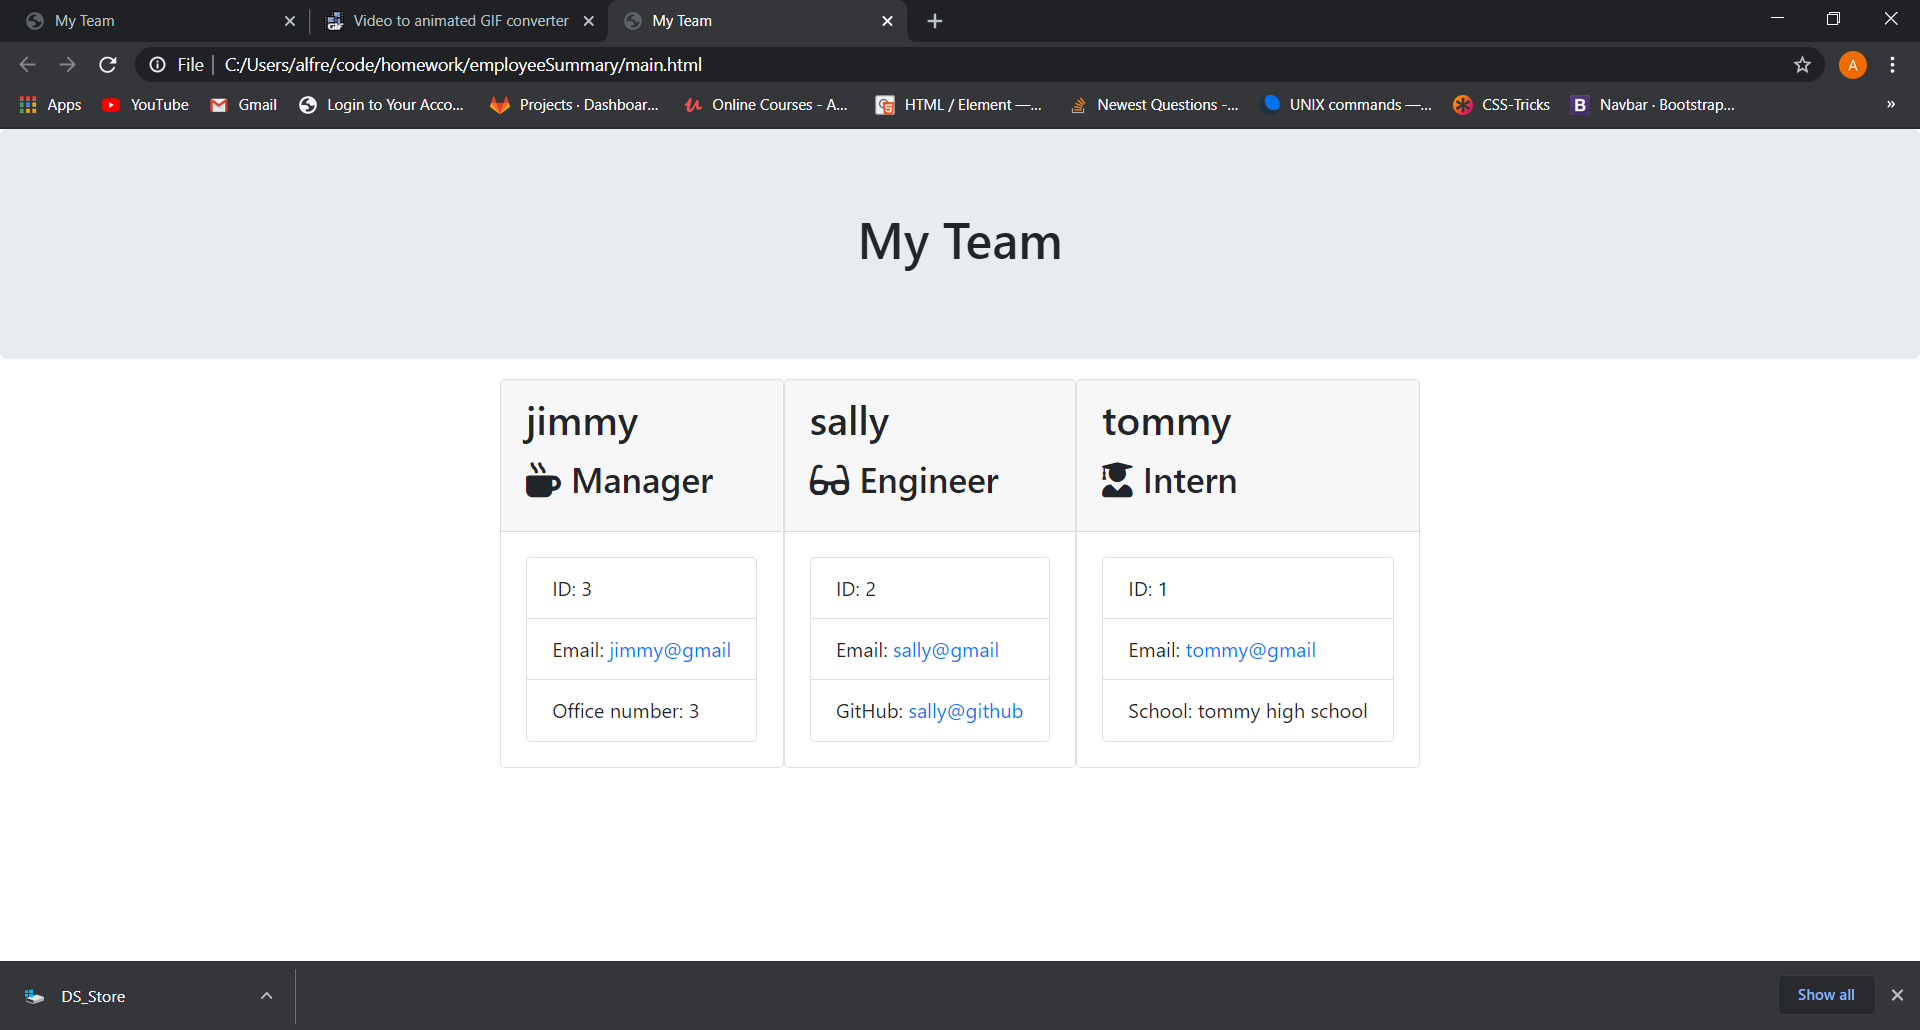 My Team Video to animated GIF converter My Team
File C:/Users/alfre/code/homework/employeeSummary/main.html A
Apps YouTube Gmail Login to Your Acco... Projects · Dashboar... Online Courses - A... HTML / Element —... Newest Questions -... UNIX commands —... CSS-Tricks B Navbar · Bootstrap... »
My Team
jimmy
Manager
ID: 3
Email: jimmy@gmail
Office number: 3
sally
Engineer
ID: 2
Email: sally@gmail
GitHub: sally@github
tommy
Intern
ID: 1
Email: tommy@gmail
School: tommy high school
DS_Store Show all